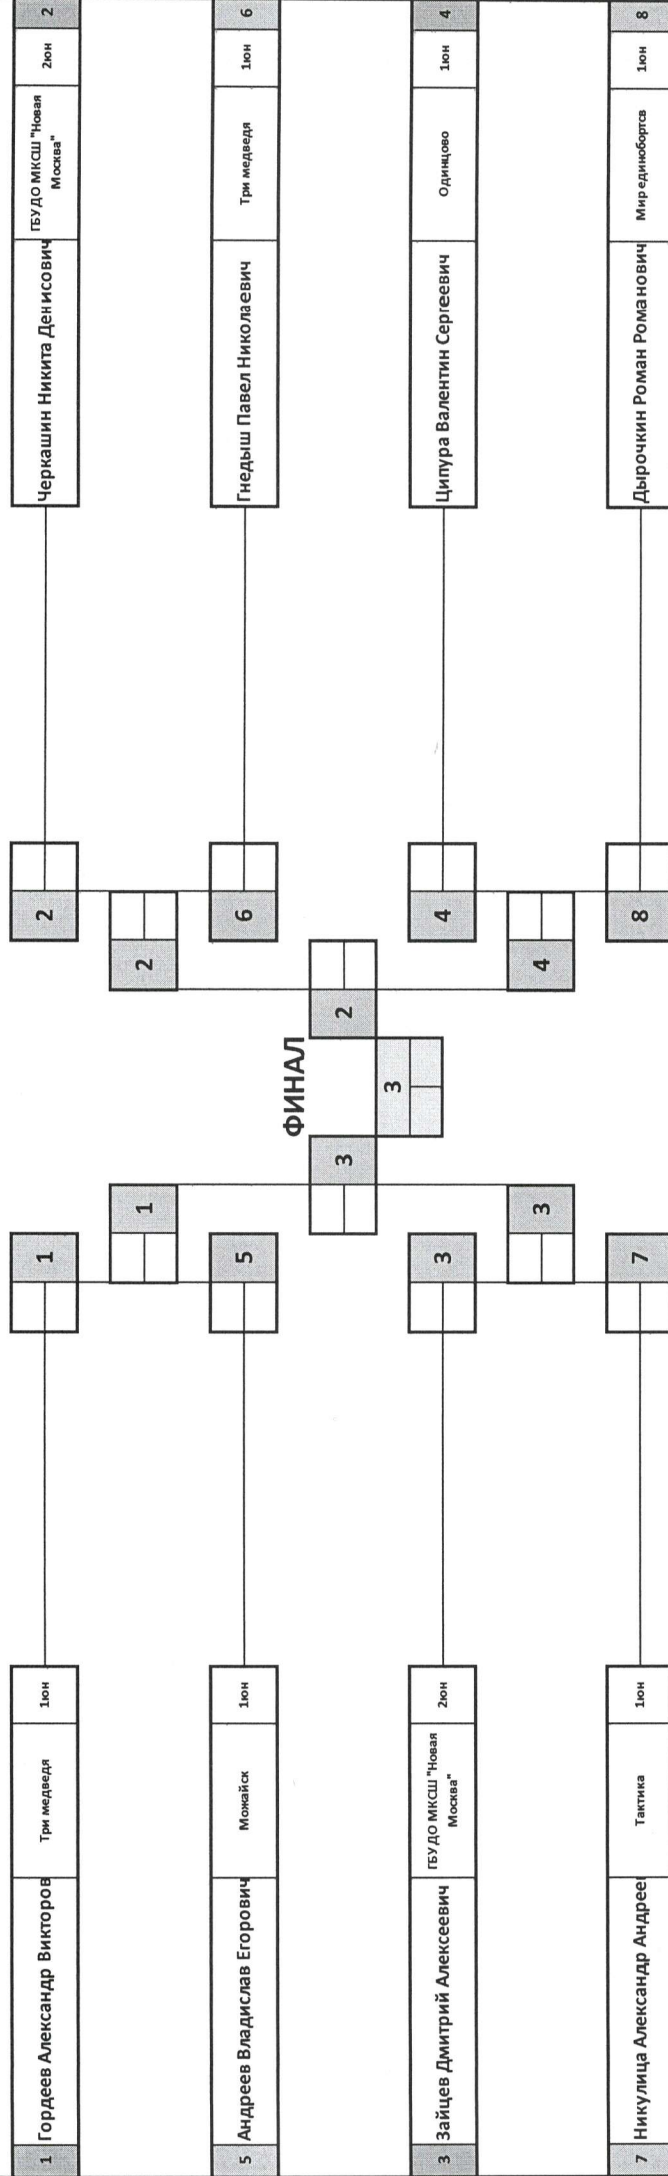 1 Гордеев Александр Викторов Три медведя 1юн
5 Андреев Владислав Егорович Можайск 1юн
3 Зайцев Дмитрий Алексеевич ГБУДО МКСШ "Новая
Москва" 2юн
7 Никулица Александр Андрее Тактика 1юн
1
5
3
7
1
3
3
ФИНАЛ
3
2
2
4
2
6
4
8
Черкашин Никита Денисович ГБУДО МКСШ "Новая
Москва" 2юн 2
Гнедыш Павел Николаевич Три медведя 1юн 6
Ципура Валентин Сергеевич Одинцово 1юн 4
Дырочкин Роман Романович Мир единобортсв 1юн 8